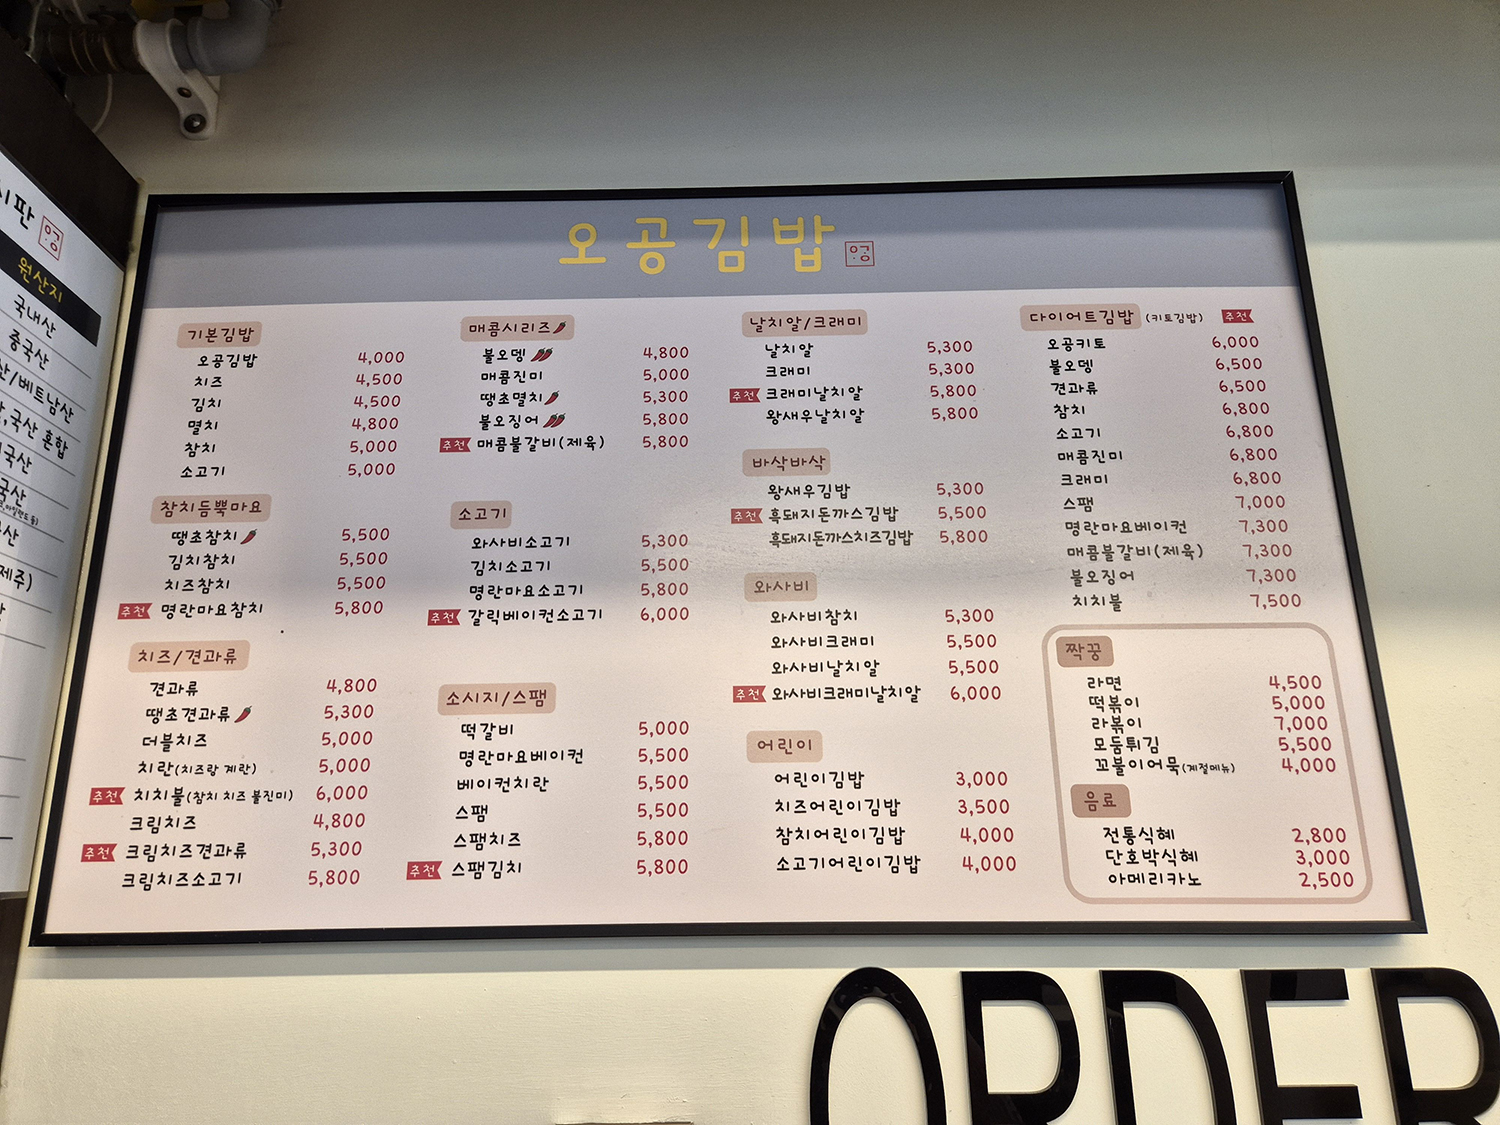 시판
원산지
국내산
중국산
산/베트남산
국산 혼합
국산
국산
제주)
오공김밥
오공
기본김밥
오공김밥 4,000
치즈 4,500
김치 4,500
멸치 4,800
참치 5,000
소고기 5,000
참치듬뿍마요
땡초참치 5,500
김치참치 5,500
치즈참치 5,500
추천 명란마요참치 5,800
치즈/견과류
견과류 4,800
땡초견과류 5,300
더블치즈 5,000
치란(치즈랑 계란) 5,000
추천 치치불(참치 치즈 불진미) 6,000
크림치즈 4,800
추천 크림치즈견과류 5,300
크림치즈소고기 5,800
매콤시리즈
불오뎅 4,800
매콤진미 5,000
땡초멸치 5,300
불오징어 5,800
추천 매콤불갈비(제육) 5,800
소고기
와사비소고기 5,300
김치소고기 5,500
명란마요소고기 5,800
추천 갈릭베이컨소고기 6,000
소시지/스팸
떡갈비 5,000
명란마요베이컨 5,500
베이컨치란 5,500
스팸 5,500
스팸치즈 5,800
추천 스팸김치 5,800
날치알/크래미
날치알 5,300
크래미 5,300
추천 크래미날치알 5,800
왕새우날치알 5,800
바삭바삭
왕새우김밥 5,300
추천 흑돼지돈까스김밥 5,500
흑돼지돈까스치즈김밥 5,800
와사비
와사비참치 5,300
와사비크래미 5,500
와사비날치알 5,500
추천 와사비크래미날치알 6,000
어린이
어린이김밥 3,000
치즈어린이김밥 3,500
참치어린이김밥 4,000
소고기어린이김밥 4,000
다이어트김밥 (키토김밥) 추천
오공키토 6,000
불오뎅 6,500
견과류 6,500
참치 6,800
소고기 6,800
매콤진미 6,800
크래미 6,800
스팸 7,000
명란마요베이컨 7,300
매콤불갈비(제육) 7,300
불오징어 7,300
치치불 7,500
짝꿍
라면 4,500
떡볶이 5,000
라볶이 7,000
모둠튀김 5,500
꼬불이어묵(계절메뉴) 4,000
음료
전통식혜 2,800
단호박식혜 3,000
아메리카노 2,500
ORDER